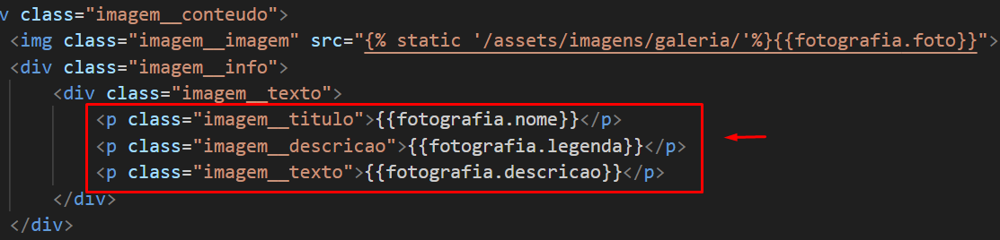 v class="imagem__conteudo">
<img class="imagem__imagem" src="{% static '/assets/imagens/galeria/'%}{{fotografia.foto}}">
<div class="imagem__info">
<div class="imagem__texto">
<p class="imagem__titulo">{{fotografia.nome}}</p>
<p class="imagem__descricao">{{fotografia.legenda}}</p>
<p class="imagem__texto">{{fotografia.descricao}}</p>
</div>
</div>